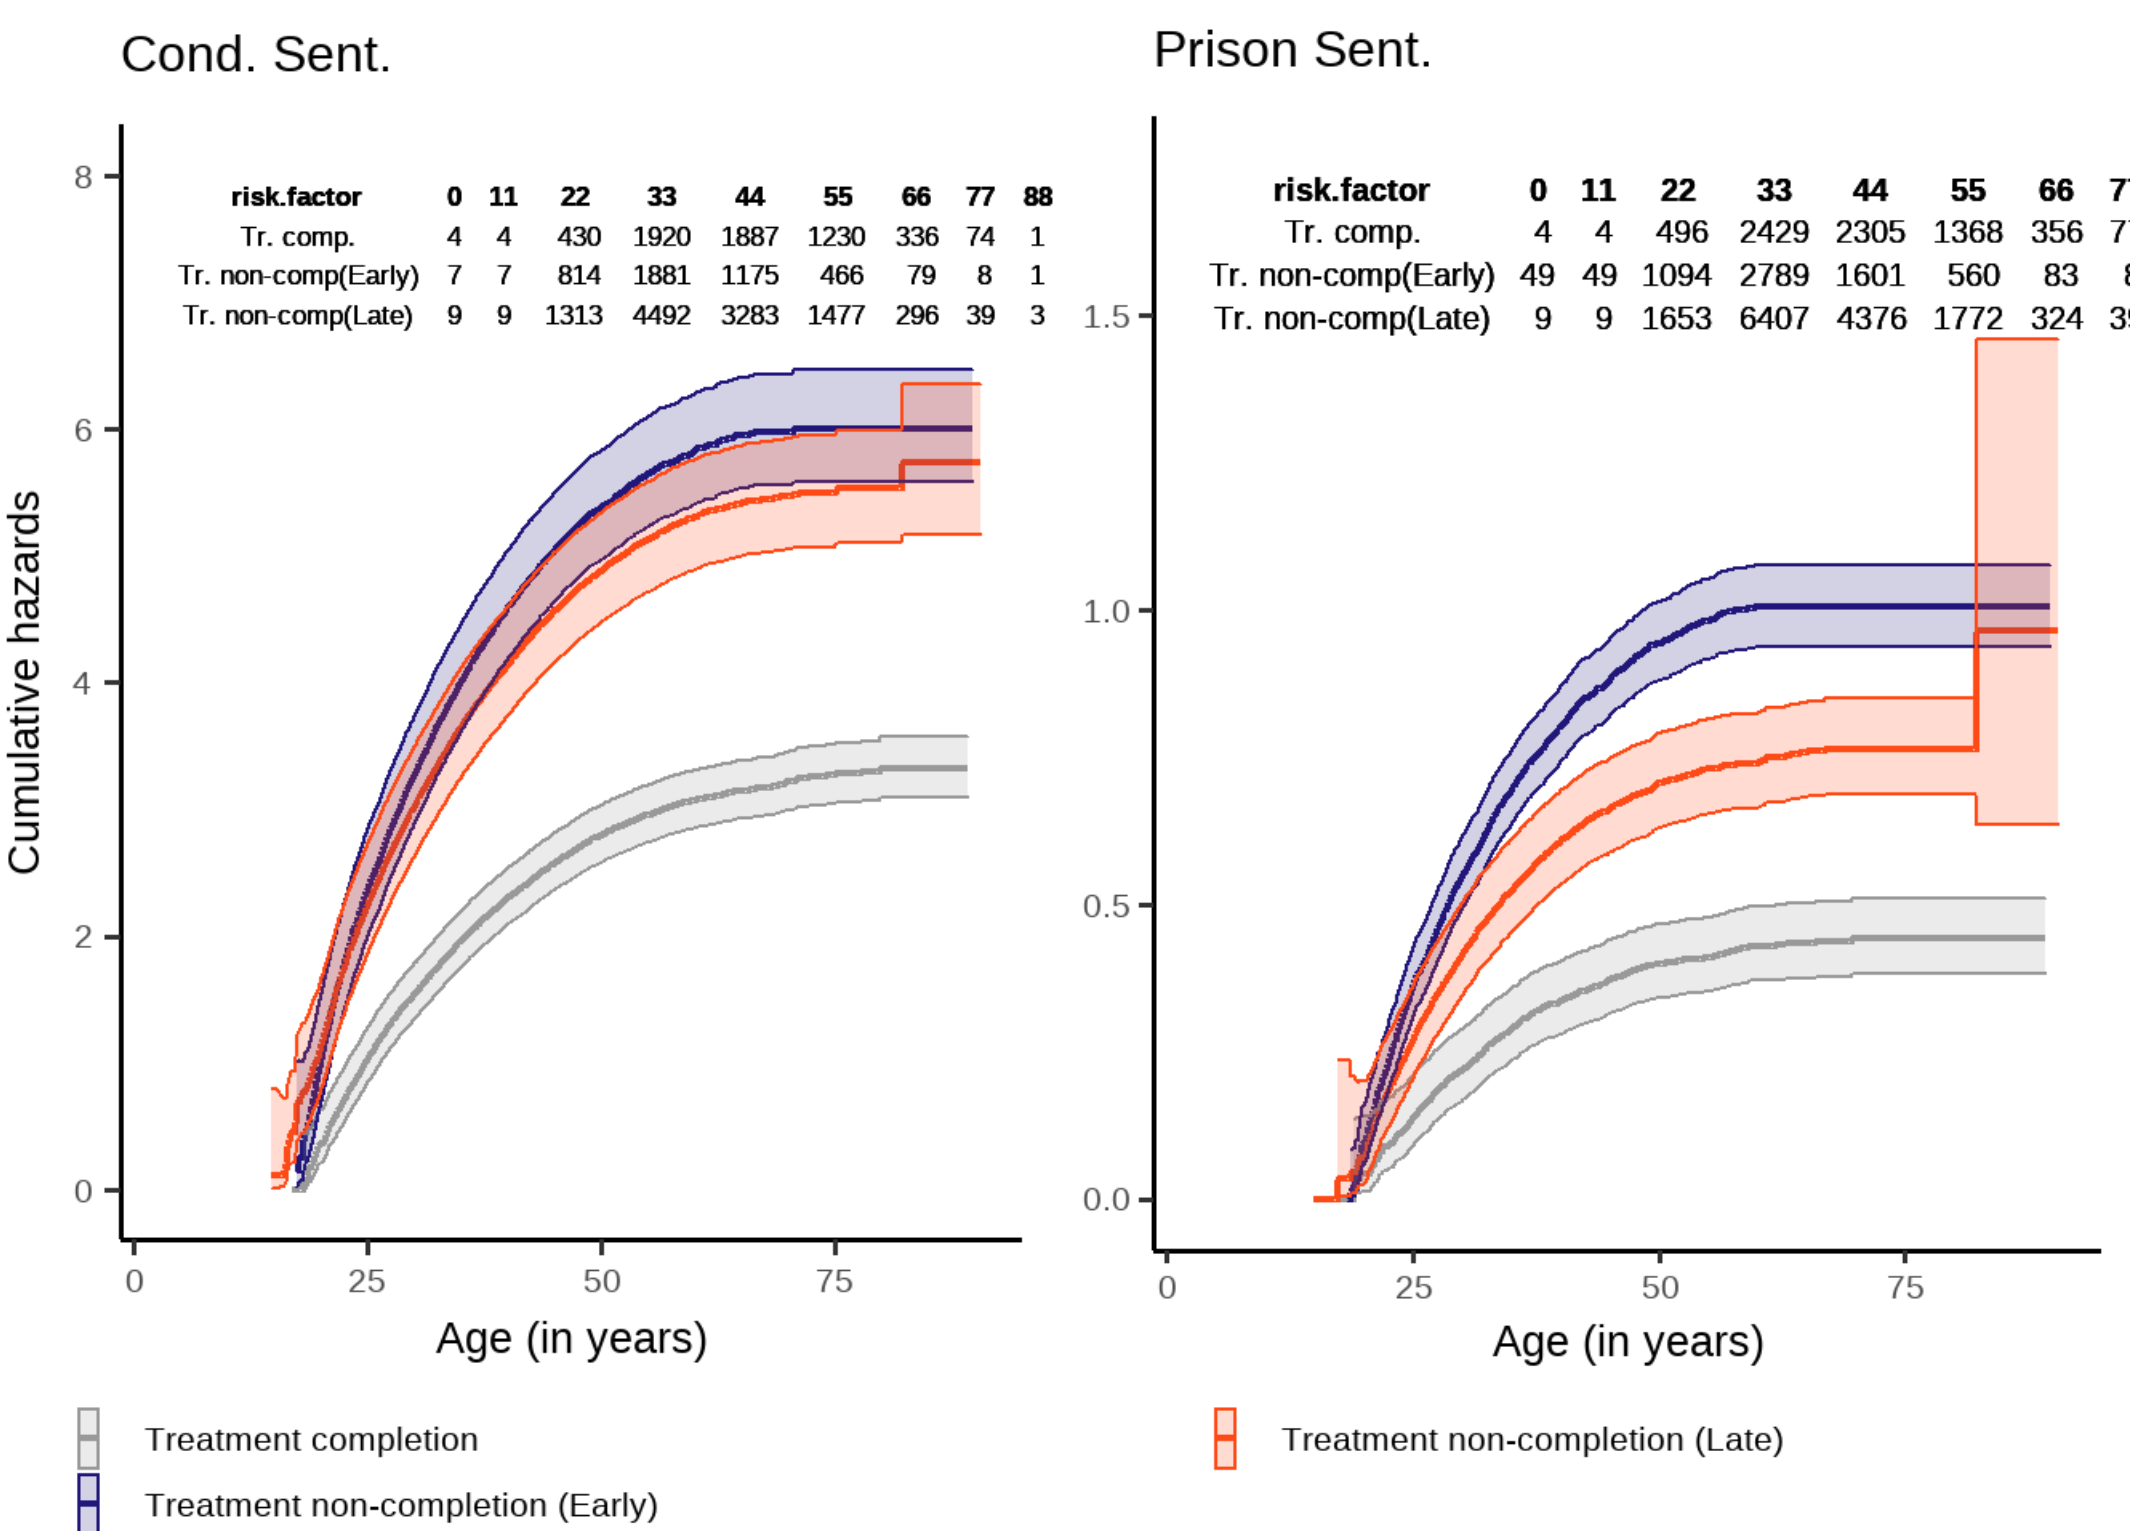 Cond. Sent.
8
risk.factor 0 11 22 33 44 55 66 77 88
Tr. comp. 4 4 430 1920 1887 1230 336 74 1
Tr. non-comp(Early) 7 7 814 1881 1175 466 79 8 1
Tr. non-comp(Late) 9 9 1313 4492 3283 1477 296 39 3
6
4
2
0
Cumulative hazards
0 25 50 75
Age (in years)
Prison Sent.
risk.factor 0 11 22 33 44 55 66
Tr. comp. 4 4 496 2429 2305 1368 356
Tr. non-comp(Early) 49 49 1094 2789 1601 560 83
Tr. non-comp(Late) 9 9 1653 6407 4376 1772 324
1.5
1.0
0.5
0.0
0 25 50 75
Age (in years)
Treatment completion
Treatment non-completion (Early)
Treatment non-completion (Late)